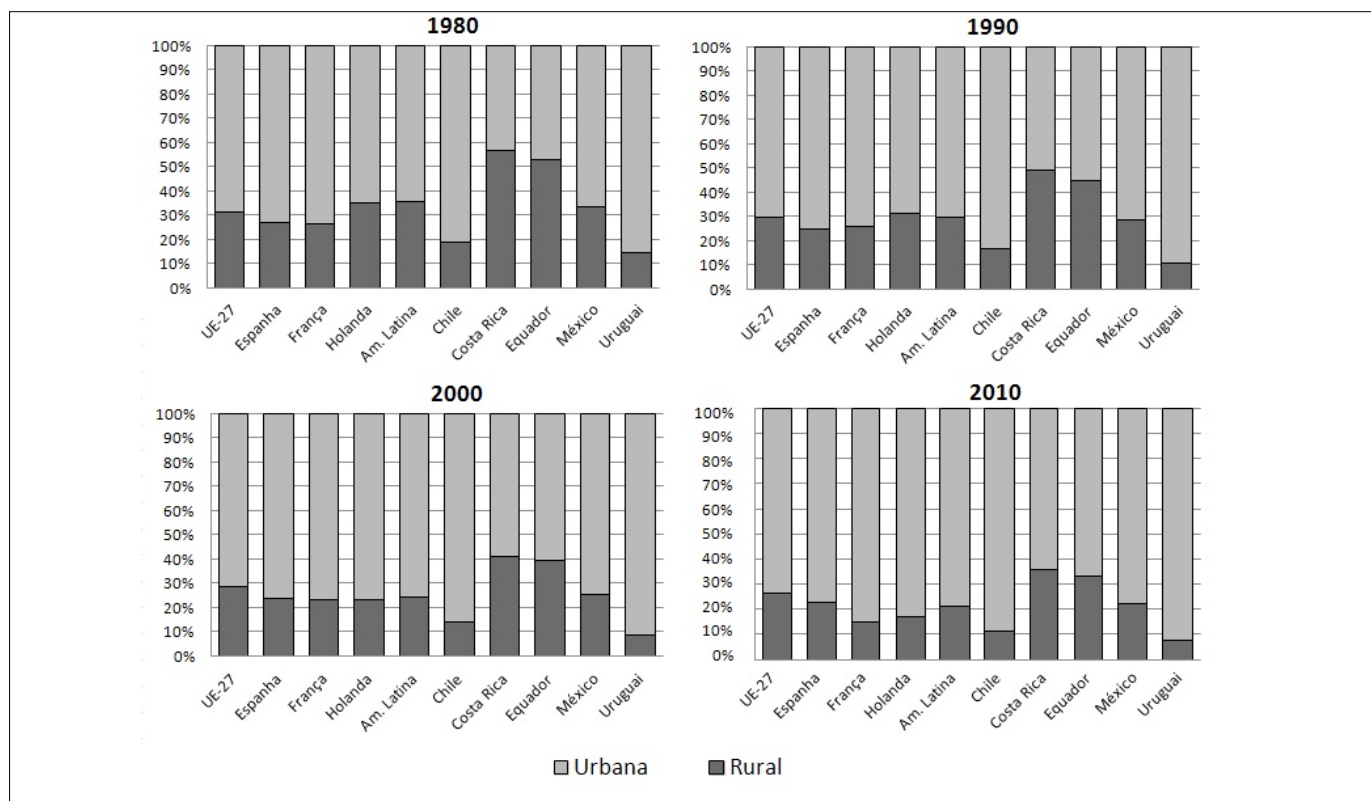 1980
100%
90%
80%
70%
60%
50%
40%
30%
20%
10%
0%
UE-27
Espanha
França
Holanda
Am. Latina
Chile
Costa Rica
Equador
México
Uruguai
1990
100%
90%
80%
70%
60%
50%
40%
30%
20%
10%
0%
UE-27
Espanha
França
Holanda
Am. Latina
Chile
Costa Rica
Equador
México
Uruguai
2000
100%
90%
80%
70%
60%
50%
40%
30%
20%
10%
0%
UE-27
Espanha
França
Holanda
Am. Latina
Chile
Costa Rica
Equador
México
Uruguai
2010
100%
90%
80%
70%
60%
50%
40%
30%
20%
10%
0%
UE-27
Espanha
França
Holanda
Am. Latina
Chile
Costa Rica
Equador
México
Uruguai
Urbana Rural